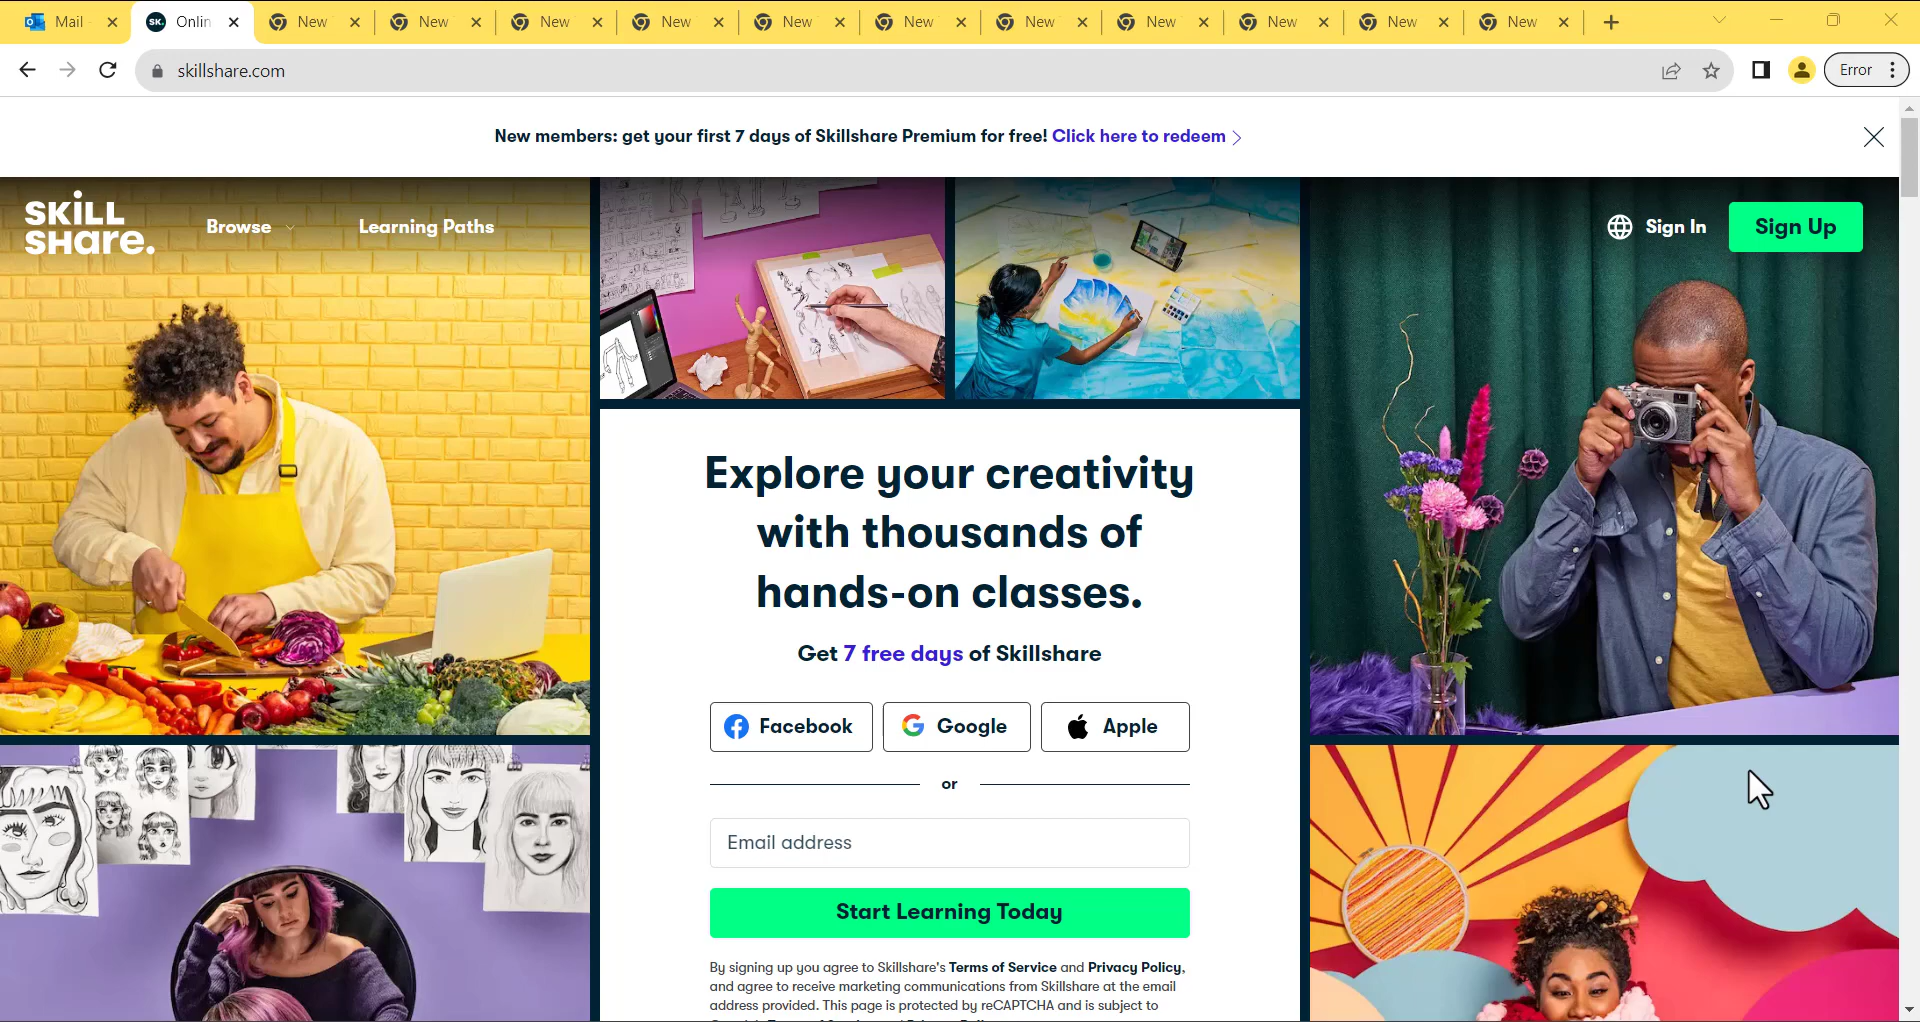 Mail
Onlin
New
New
New
New
New
New
New
New
New
New
New
skillshare.com
Error
New members: get your first 7 days of Skillshare Premium for free! Click here to redeem
SKiLL
SHare.
Browse
Learning Paths
Sign In
Sign Up
Explore your creativity
with thousands of
hands-on classes.
Get 7 free days of Skillshare
Facebook
Google
Apple
or
Email address
Start Learning Today
By signing up you agree to Skillshare's Terms of Service and Privacy Policy,
and agree to receive marketing communications from Skillshare at the email
address provided. This page is protected by reCAPTCHA and is subject to